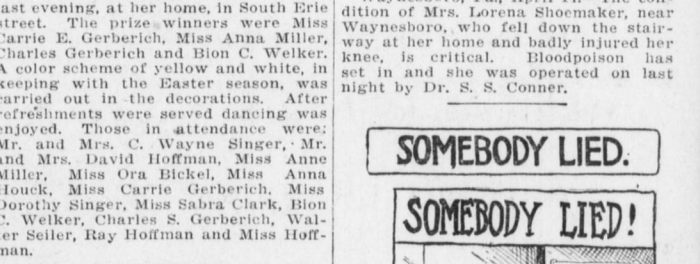 last evening, at her home, in South Erie
street. The prize winners were Miss
Carrie E. Gerberich, Miss Anna Miller,
Charles Gerberich and Bion C. Welker.
A color scheme of yellow and white, in
keeping with the Easter season, was
carried out in the decorations. After
refreshments were served dancing was
enjoyed. Those in attendance were:
Mr. and Mrs. C. Wayne Singer, Mr.
and Mrs. David Hoffman, Miss Anne
Miller, Miss Ora Bickel, Miss Anna
Houck, Miss Carrie Gerberich, Miss
Dorothy Singer, Miss Sabra Clark, Bion
C. Welker, Charles S. Gerberich, Wal-
ter Seiler, Ray Hoffman and Miss Hoff-
man.
dition of Mrs. Lorena Shoemaker, near
Waynesboro, who fell down the stair-
way at her home and badly injured her
knee, is critical. Bloodpoison has
set in and she was operated on last
night by Dr. S. S. Conner.
SOMEBODY LIED.
SOMEBODY LIED!